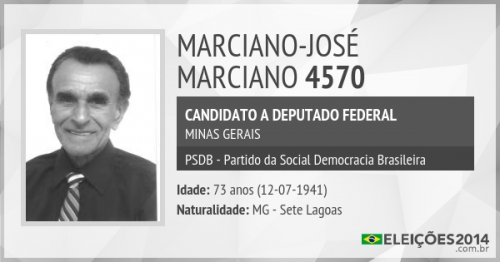 MARCIANO-JOSÉ
MARCIANO 4570
CANDIDATO A DEPUTADO FEDERAL
MINAS GERAIS
PSDB - Partido da Social Democracia Brasileira
Idade: 73 anos (12-07-1941)
Naturalidade: MG - Sete Lagoas
ELEIÇÕES2014
.com.br